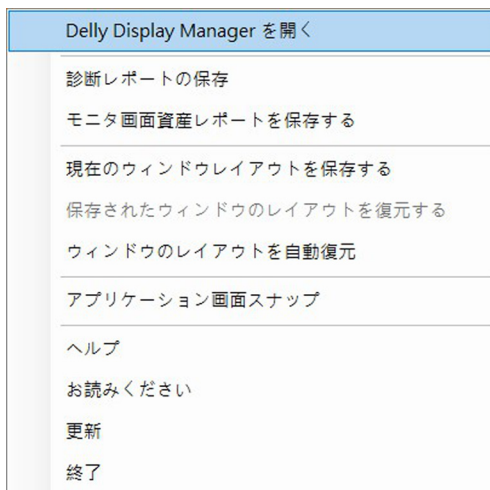 Delly Display Manager を開く
診断レポートの保存
モニタ画面資産レポートを保存する
現在のウィンドウレイアウトを保存する
保存されたウィンドウのレイアウトを復元する
ウィンドウのレイアウトを自動復元
アプリケーション画面スナップ
ヘルプ
お読みください
更新
終了